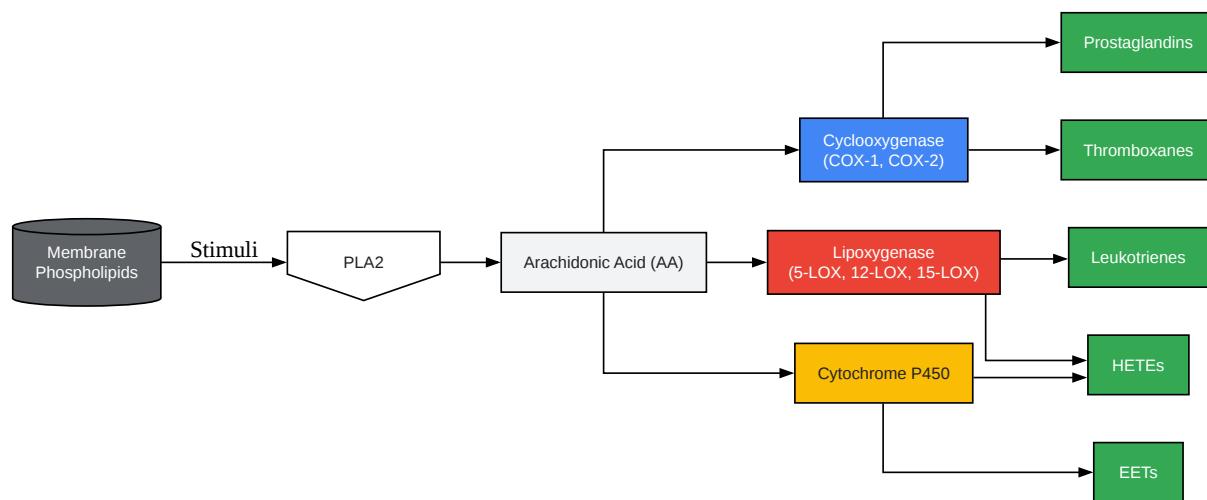 Prostaglandins
Cyclooxygenase
(COX-1, COX-2)
Thromboxanes
Membrane
Phospholipids
Stimuli
PLA2
Arachidonic Acid (AA)
Lipoxygenase
(5-LOX, 12-LOX, 15-LOX)
Leukotrienes
Cytochrome P450
HETEs
EETs